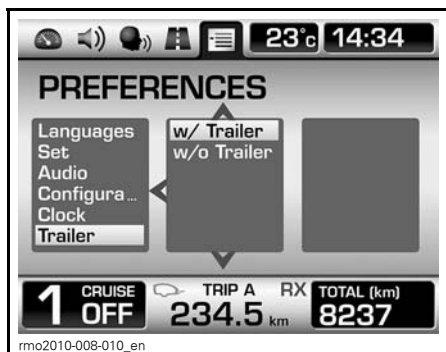 23°c 14:34
PREFERENCES
Languages
Set
Audio
Configura...
Clock
Trailer
w/ Trailer
w/o Trailer
1 CRUISE OFF
TRIP A RX
234.5 km
TOTAL (km)
8237
rmo2010-008-010_en